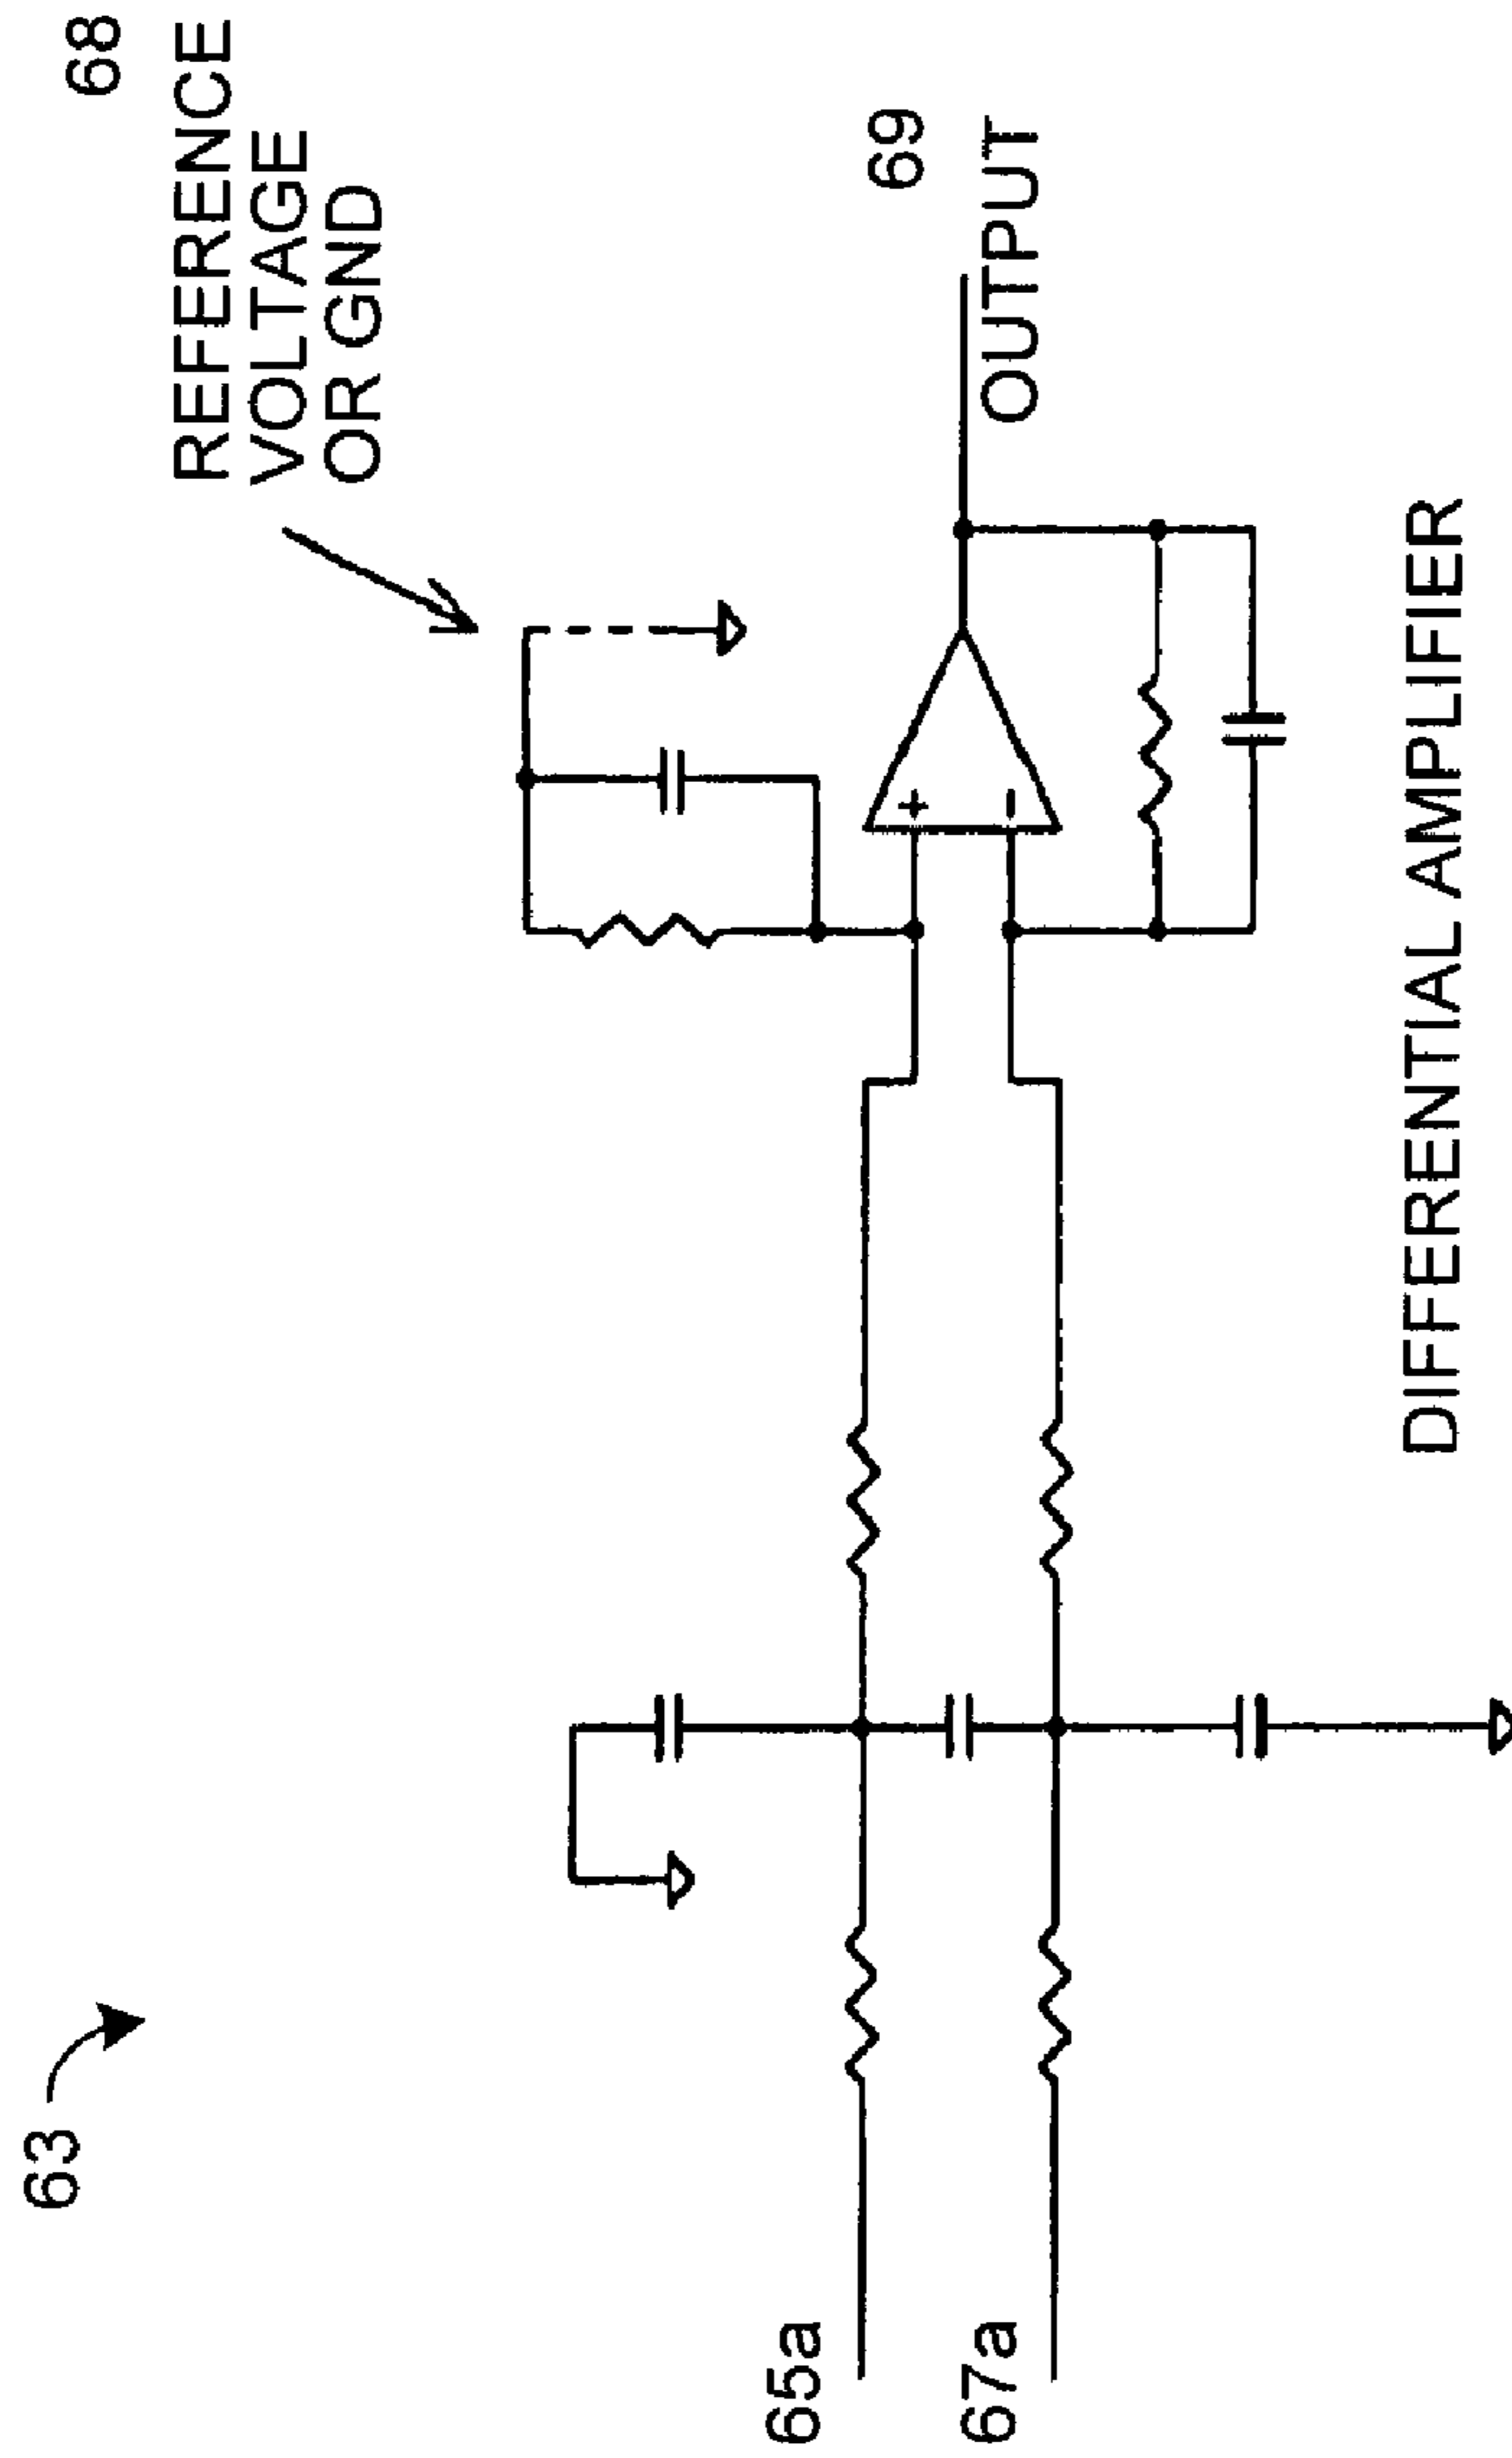 63
68
REFERENCE
VOLTAGE
OR GND
65a
67a
+
-
69
OUTPUT
DIFFERENTIAL AMPLIFIER